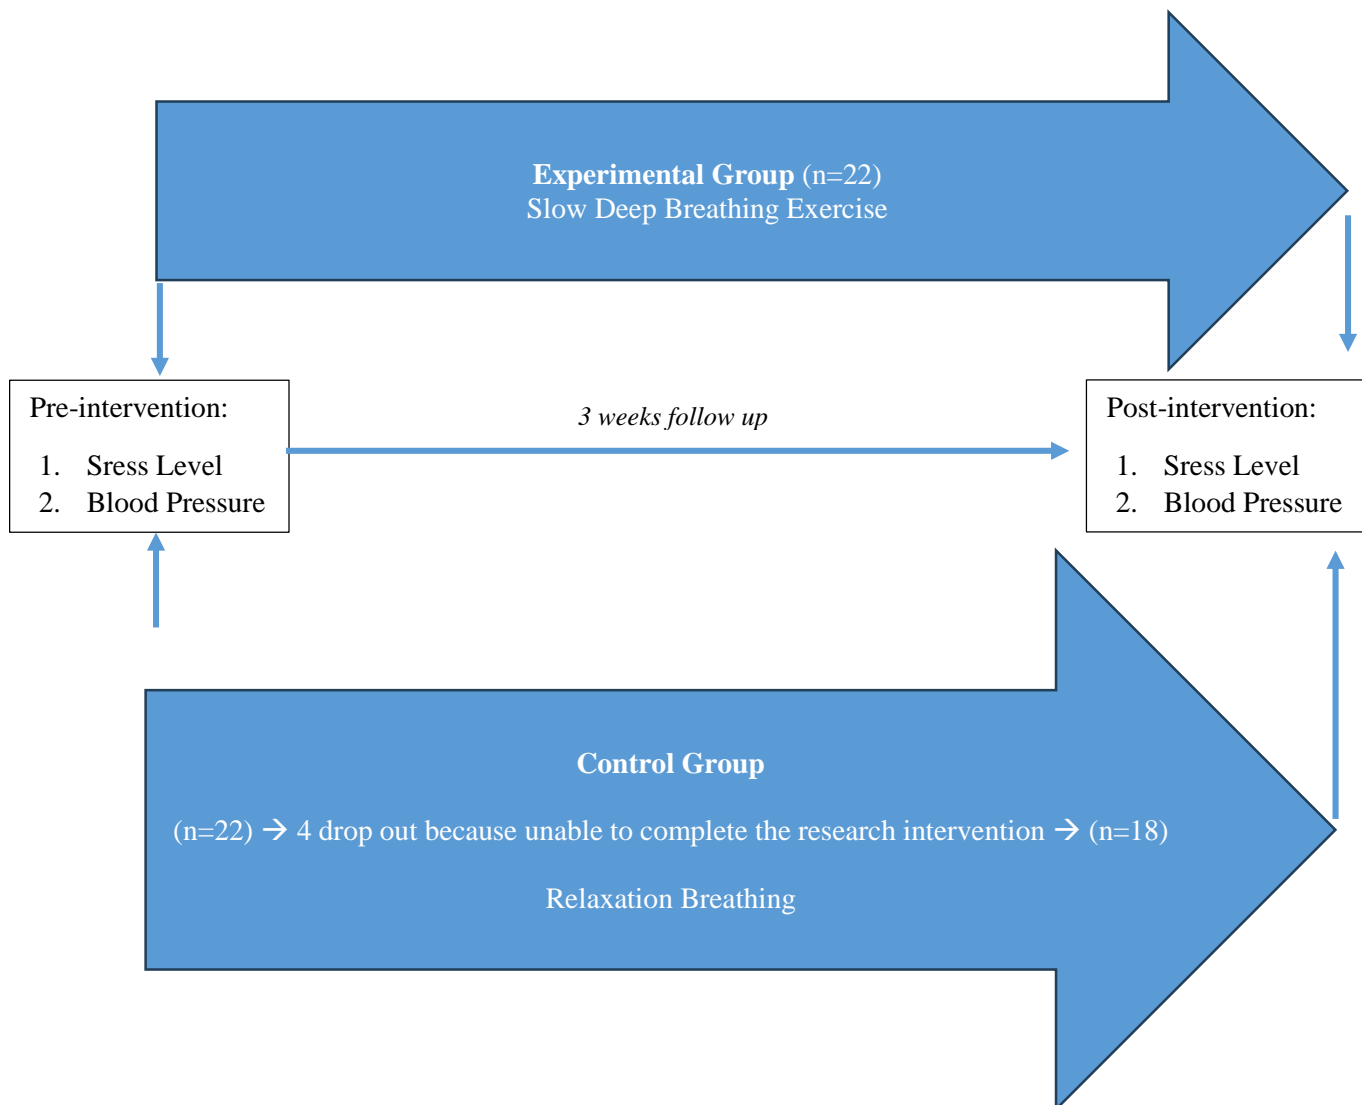 Experimental Group (n=22)
Slow Deep Breathing Exercise
Pre-intervention:
1. Sress Level
2. Blood Pressure
3 weeks follow up
Post-intervention:
1. Sress Level
2. Blood Pressure
Control Group
(n=22) → 4 drop out because unable to complete the research intervention → (n=18)
Relaxation Breathing